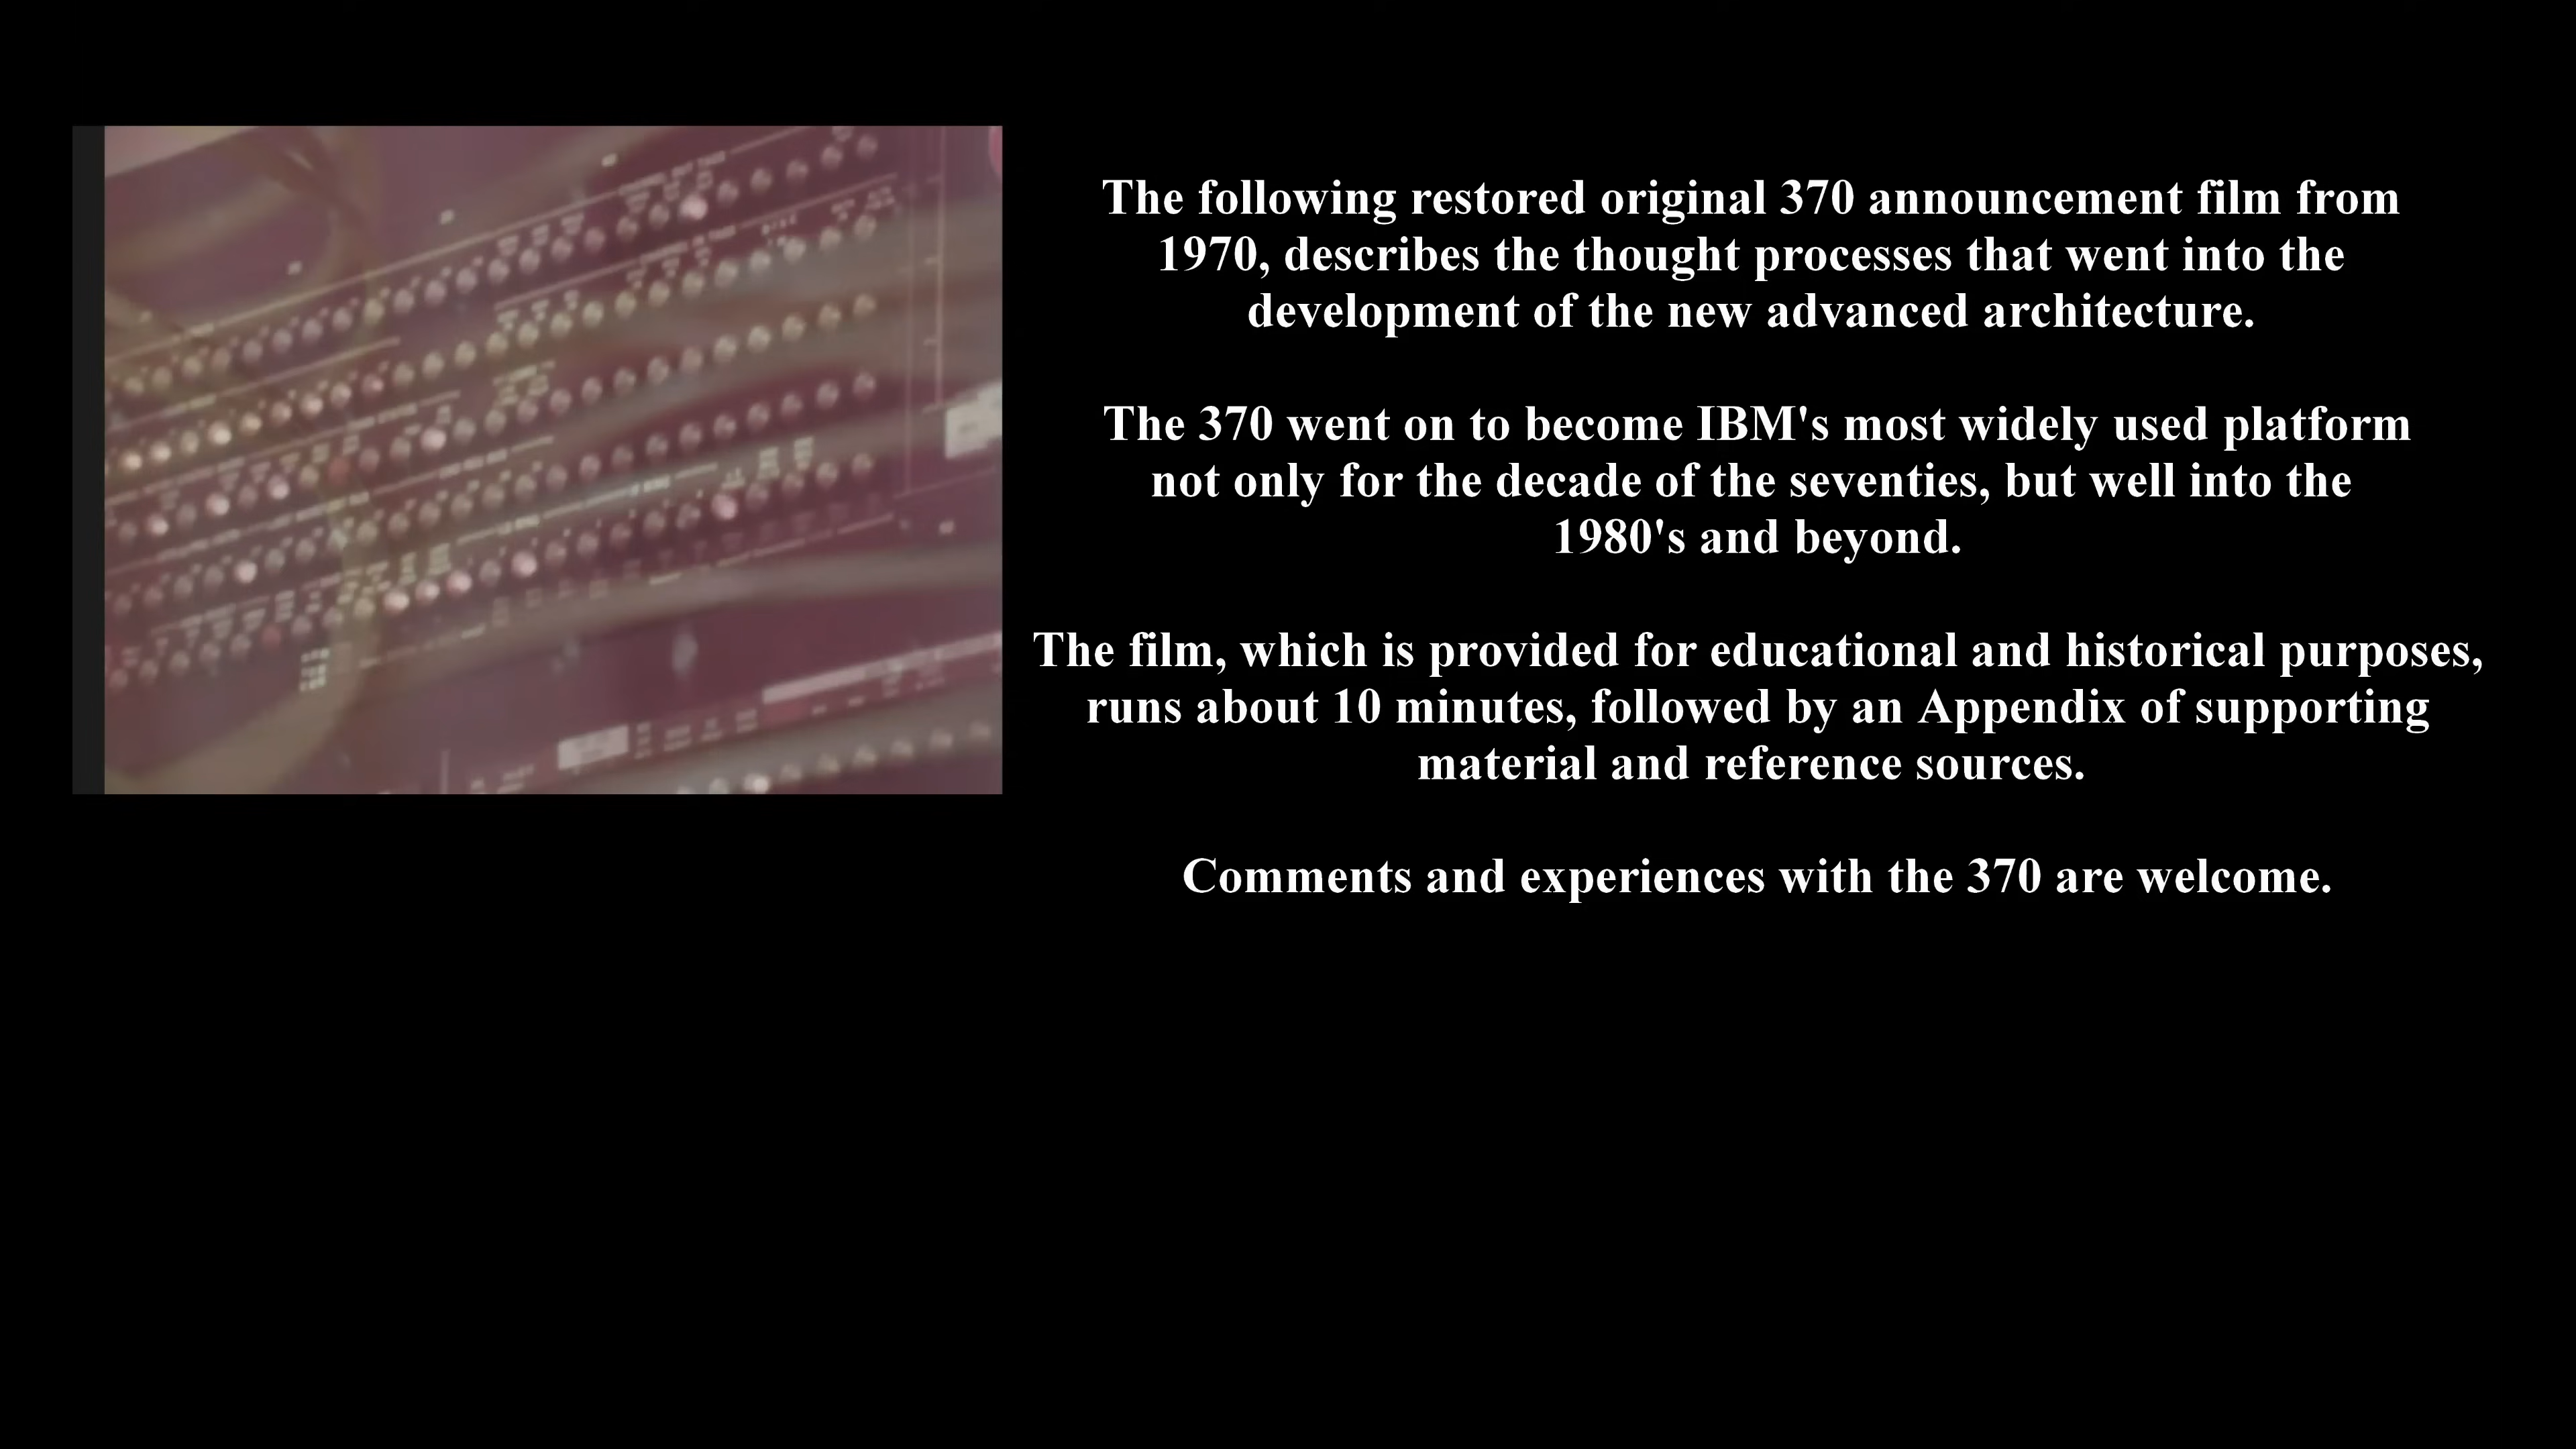 The following restored original 370 announcement film from
1970, describes the thought processes that went into the
development of the new advanced architecture.
The 370 went on to become IBM's most widely used platform
not only for the decade of the seventies, but well into the
1980's and beyond.
The film, which is provided for educational and historical purposes,
runs about 10 minutes, followed by an Appendix of supporting
material and reference sources.
Comments and experiences with the 370 are welcome.